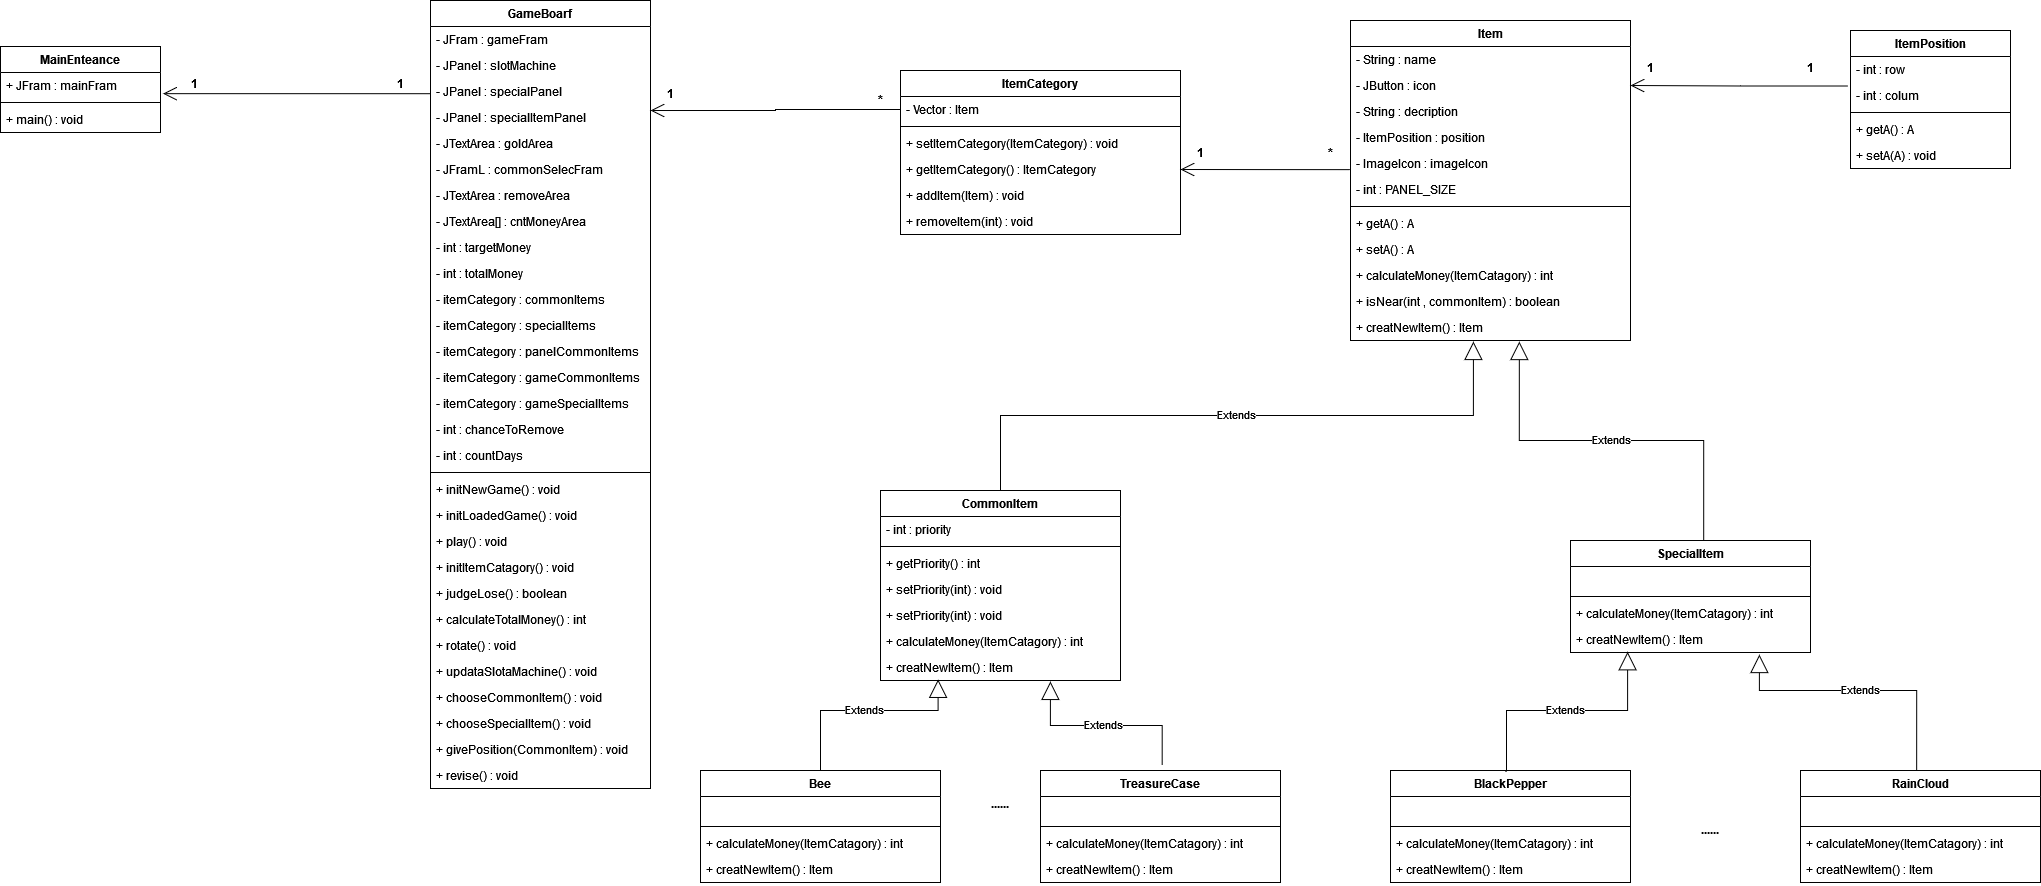 MainEnteance
+ JFram : mainFram
+ main() : void
1
1
GameBoarf
- JFram : gameFram
- JPanel : slotMachine
- JPanel : specialPanel
- JPanel : specialItemPanel
- JTextArea : goldArea
- JFramL : commonSelecFram
- JTextArea : removeArea
- JTextArea[] : cntMoneyArea
- int : targetMoney
- int : totalMoney
- itemCategory : commonItems
- itemCategory : specialItems
- itemCategory : panelCommonItems
- itemCategory : gameCommonItems
- itemCategory : gameSpecialItems
- int : chanceToRemove
- int : countDays
+ initNewGame() : void
+ initLoadedGame() : void
+ play() : void
+ initItemCatagory() : void
+ judgeLose() : boolean
+ calculateTotalMoney() : int
+ rotate() : void
+ updataSlotaMachine() : void
+ chooseCommonItem() : void
+ chooseSpecialItem() : void
+ givePosition(CommonItem) : void
+ revise() : void
1
*
ItemCategory
- Vector : Item
+ setItemCategory(ItemCategory) : void
+ getItemCategory() : ItemCategory
+ addItem(Item) : void
+ removeItem(int) : void
1
*
Item
- String : name
- JButton : icon
- String : decription
- ItemPosition : position
- ImageIcon : imageIcon
- int : PANEL_SIZE
+ getA() : A
+ setA() : A
+ calculateMoney(ItemCatagory) : int
+ isNear(int , commonItem) : boolean
+ creatNewItem() : Item
1
1
ItemPosition
- int : row
- int : colum
+ getA() : A
+ setA(A) : void
Extends
Extends
CommonItem
- int : priority
+ getPriority() : int
+ setPriority(int) : void
+ setPriority(int) : void
+ calculateMoney(ItemCatagory) : int
+ creatNewItem() : Item
SpecialItem
+ calculateMoney(ItemCatagory) : int
+ creatNewItem() : Item
Extends
Extends
Extends
Extends
Bee
+ calculateMoney(ItemCatagory) : int
+ creatNewItem() : Item
......
TreasureCase
+ calculateMoney(ItemCatagory) : int
+ creatNewItem() : Item
BlackPepper
+ calculateMoney(ItemCatagory) : int
+ creatNewItem() : Item
......
RainCloud
+ calculateMoney(ItemCatagory) : int
+ creatNewItem() : Item